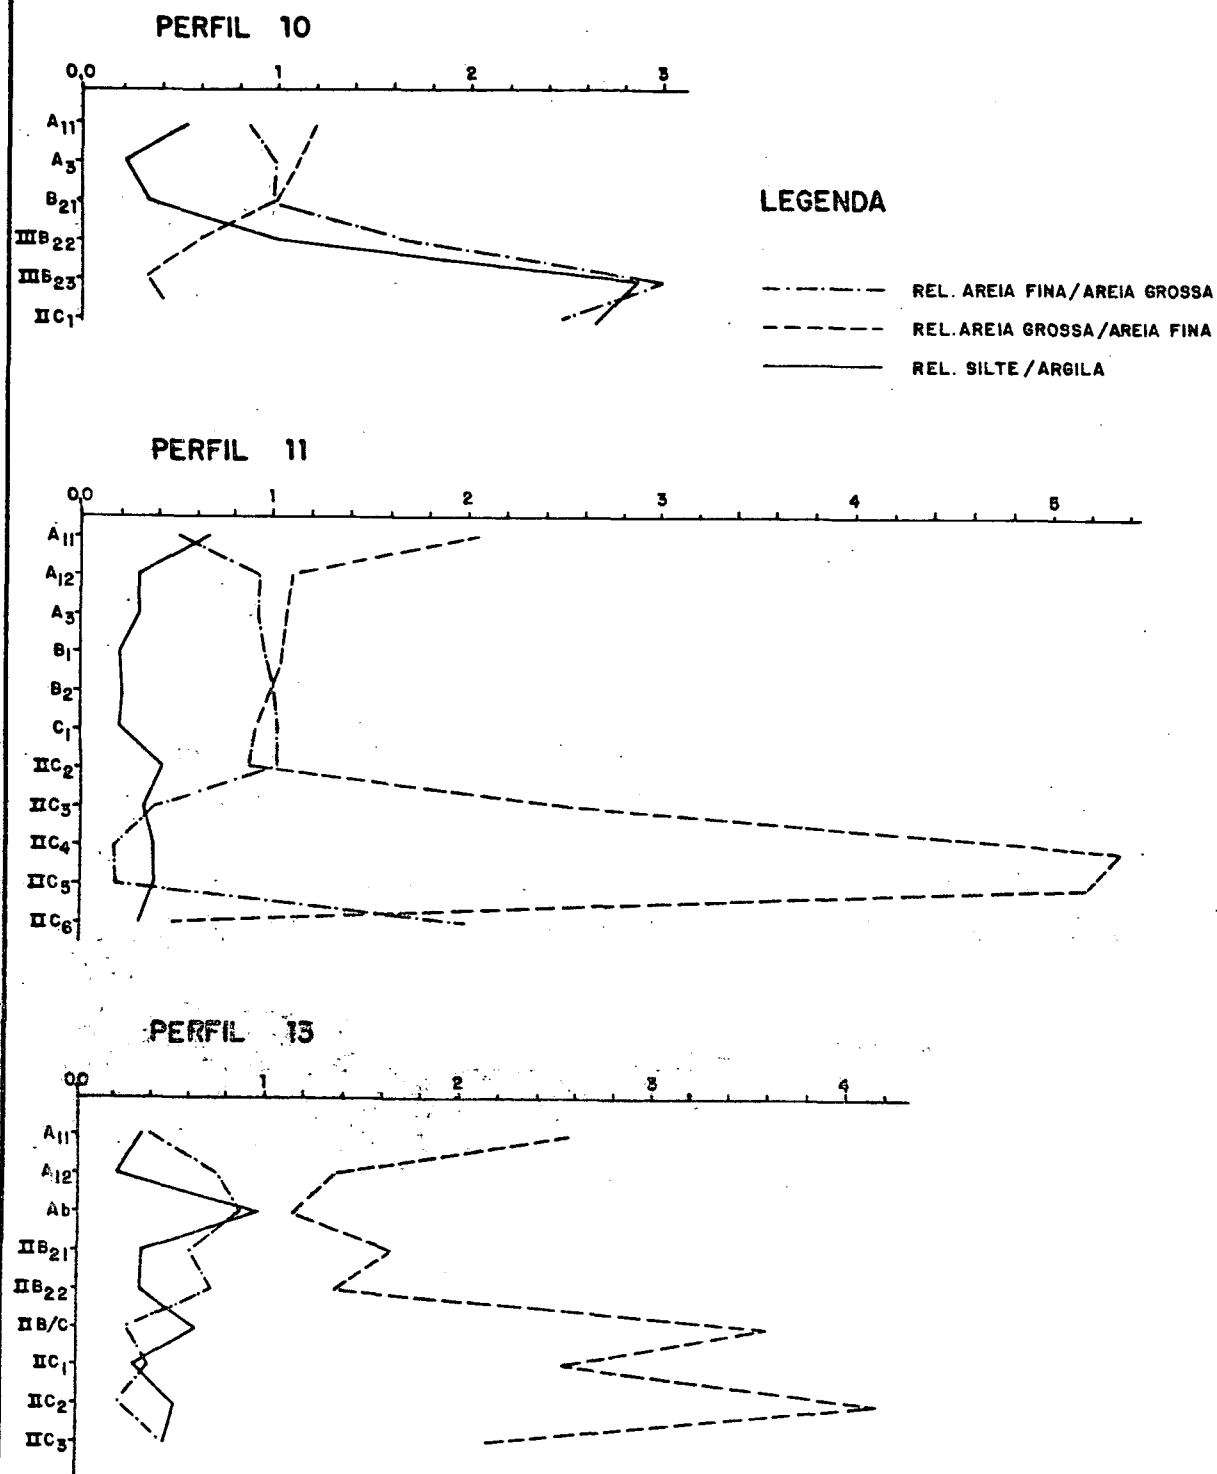 PERFIL 10
0,0 1 2 3
A11
A3
B21
IIIB22
IIIB23
IIC1
LEGENDA
REL. AREIA FINA/AREIA GROSSA
REL. AREIA GROSSA/AREIA FINA
REL. SILTE/ARGILA
PERFIL 11
0,0 1 2 3 4 5
A11
A12
A3
B1
B2
C1
IIC2
IIC3
IIC4
IIC5
IIC6
PERFIL 13
0,0 1 2 3 4
A11
A12
Ab
IIB21
IIB22
IIB/C
IIC1
IIC2
IIC3